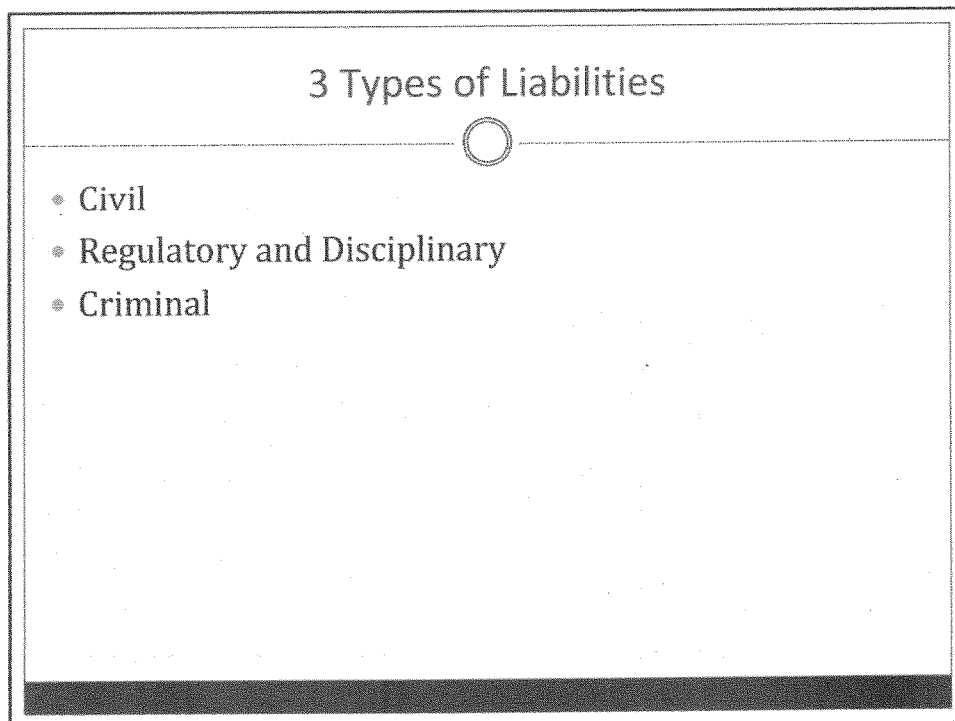 3 Types of Liabilities
• Civil
• Regulatory and Disciplinary
• Criminal